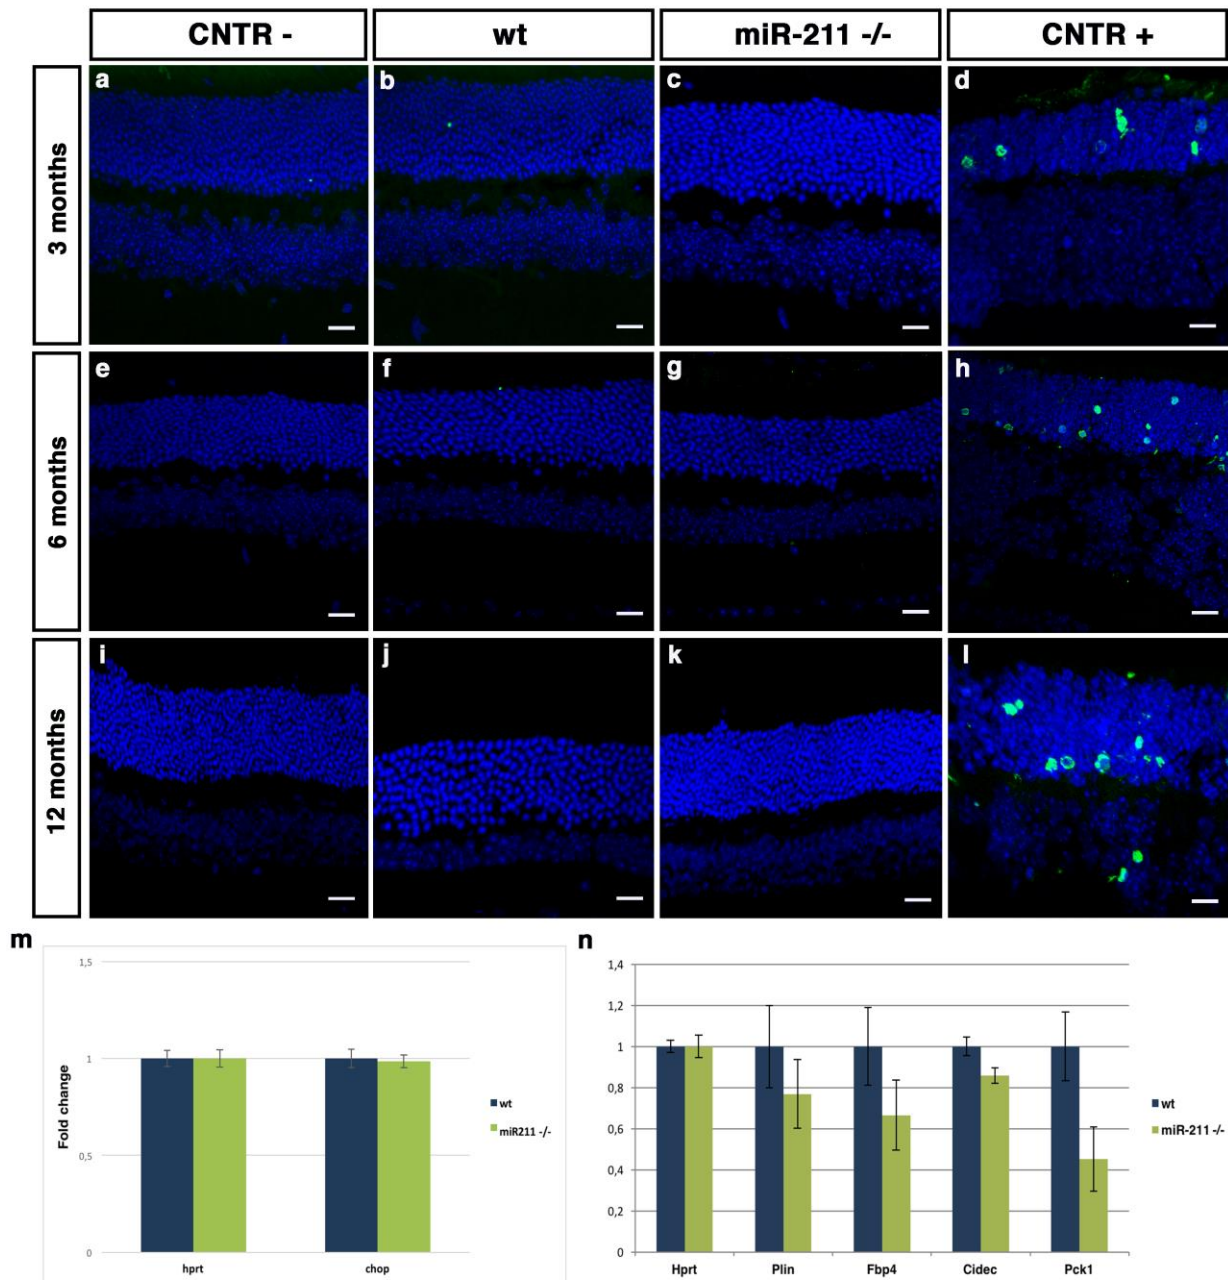 CNTR -
wt
miR-211 -/-
CNTR +
3 months
a
b
c
d
6 months
e
f
g
h
12 months
i
j
k
l
m
1,5
1
0,5
0
Fold change
hprt
chop
wt
miR211 -/-
n
1,4
1,2
1
0,8
0,6
0,4
0,2
0
Hprt
Plin
Fbp4
Cidec
Pck1
wt
miR-211 -/-